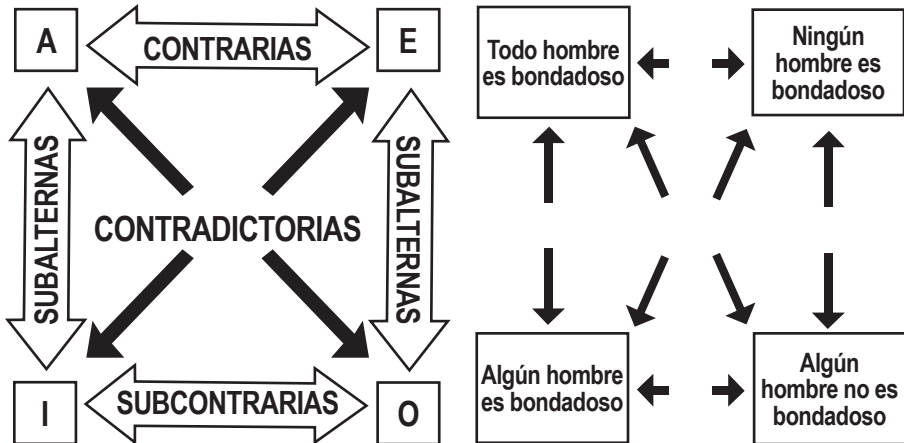 A
CONTRARIAS
E
SUBALTERNAS
CONTRADICTORIAS
SUBALTERNAS
I
SUBCONTRARIAS
O
Todo hombre
es bondadoso
Ningún
hombre es
bondadoso
Algún hombre
es bondadoso
Algún
hombre no es
bondadoso